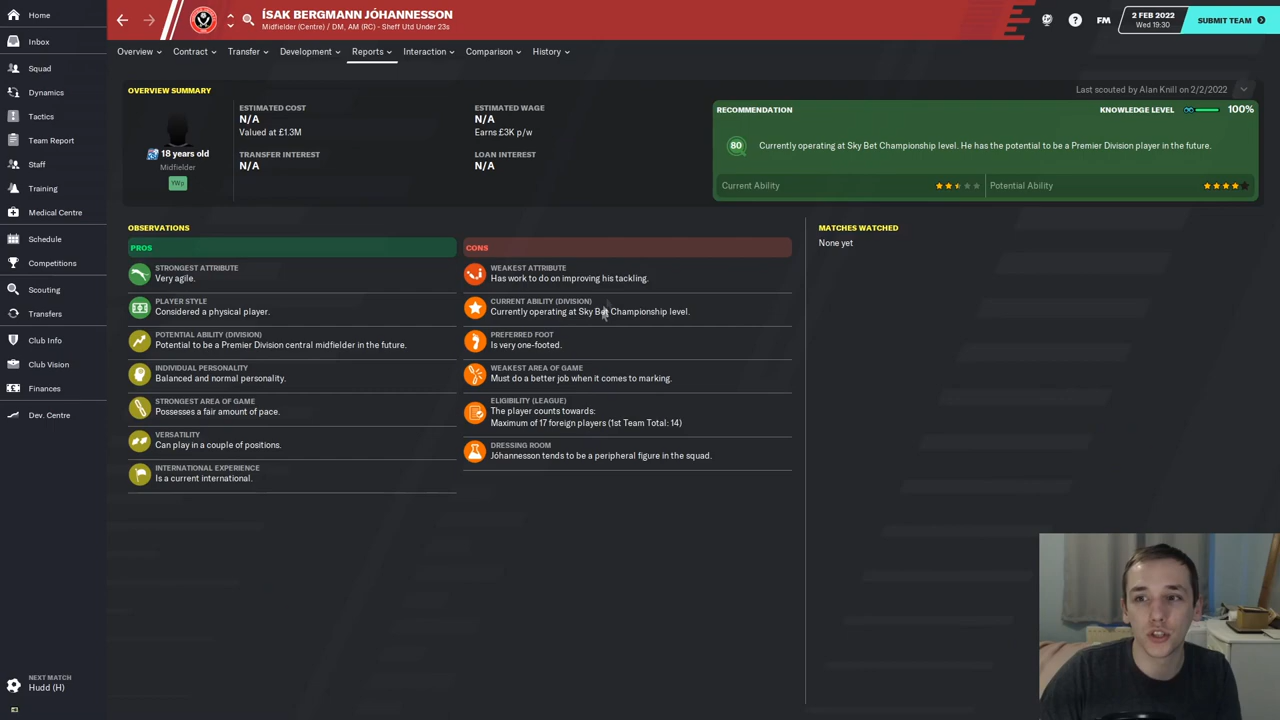 Home
Inbox
Squad
Dynamics
Tactics
Team Report
Staff
Training
Medical Centre
Schedule
Competitions
Scouting
Transfers
Club Info
Club Vision
Finances
Dev. Centre
NEXT MATCH
Hudd (H)
ÍSAK BERGMANN JÓHANNESSON
Midfielder (Centre) / DM, AM (RC) - Sheff Utd Under 23s
FM
2 FEB 2022
Wed 19:30
SUBMIT TEAM
Overview
Contract
Transfer
Development
Reports
Interaction
Comparison
History
OVERVIEW SUMMARY
Last scouted by Alan Knill on 2/2/2022
18 years old
Midfielder
YWp
ESTIMATED COST
N/A
Valued at £1.3M
TRANSFER INTEREST
N/A
ESTIMATED WAGE
N/A
Earns £3K p/w
LOAN INTEREST
N/A
RECOMMENDATION
KNOWLEDGE LEVEL 100%
80
Currently operating at Sky Bet Championship level. He has the potential to be a Premier Division player in the future.
Current Ability
Potential Ability
OBSERVATIONS
PROS
STRONGEST ATTRIBUTE
Very agile.
PLAYER STYLE
Considered a physical player.
POTENTIAL ABILITY (DIVISION)
Potential to be a Premier Division central midfielder in the future.
INDIVIDUAL PERSONALITY
Balanced and normal personality.
STRONGEST AREA OF GAME
Possesses a fair amount of pace.
VERSATILITY
Can play in a couple of positions.
INTERNATIONAL EXPERIENCE
Is a current international.
CONS
WEAKEST ATTRIBUTE
Has work to do on improving his tackling.
CURRENT ABILITY (DIVISION)
Currently operating at Sky Bet Championship level.
PREFERRED FOOT
Is very one-footed.
WEAKEST AREA OF GAME
Must do a better job when it comes to marking.
ELIGIBILITY (LEAGUE)
The player counts towards:
Maximum of 17 foreign players (1st Team Total: 14)
DRESSING ROOM
Jóhannesson tends to be a peripheral figure in the squad.
MATCHES WATCHED
None yet